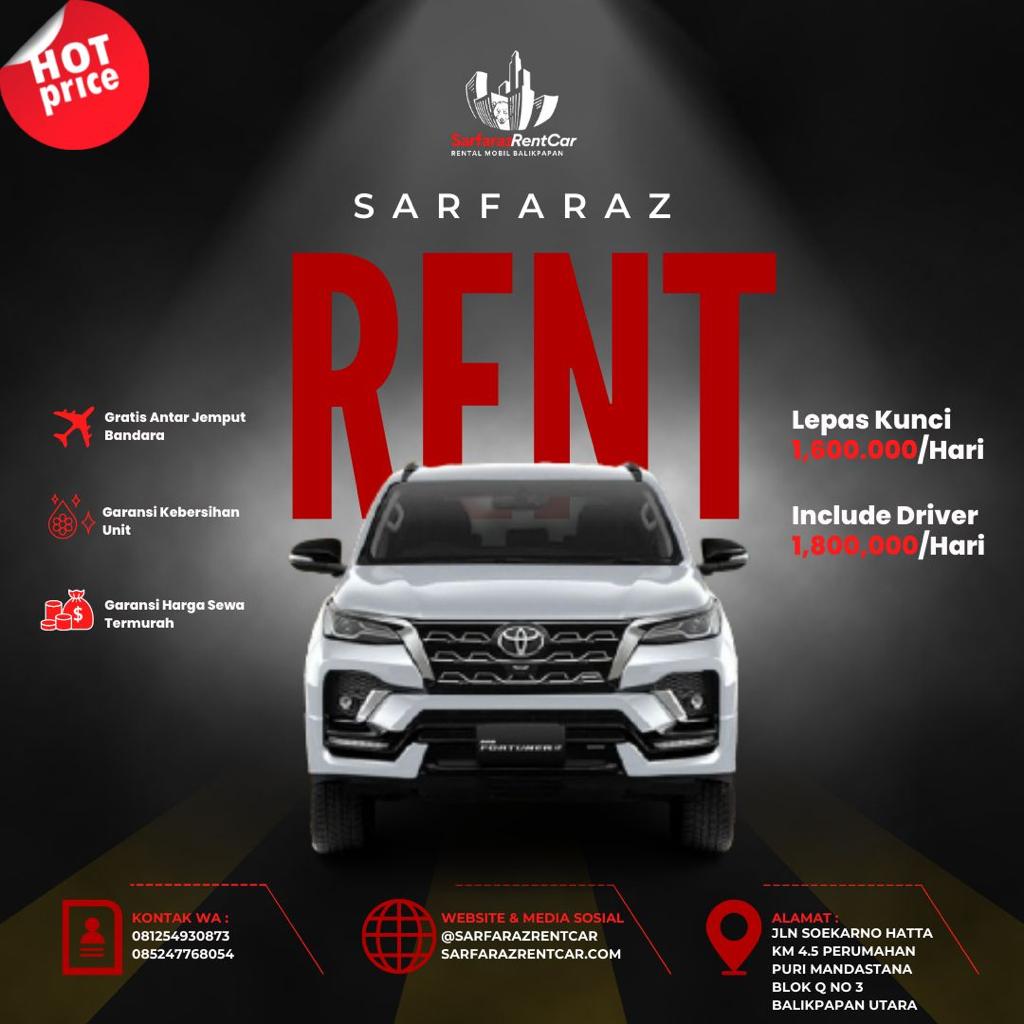 HOT
price
SarfarazRentCar
RENTAL MOBIL BALIKPAPAN
SARFARAZ
RENT
Gratis Antar Jemput
Bandara
Garansi Kebersihan
Unit
Garansi Harga Sewa
Termurah
Lepas Kunci
1,600.000/Hari
Include Driver
1,800,000/Hari
FORTUNER
KONTAK WA :
081254930873
085247768054
WEBSITE & MEDIA SOSIAL
@SARFARAZRENTCAR
SARFARAZRENTCAR.COM
ALAMAT :
JLN SOEKARNO HATTA
KM 4.5 PERUMAHAN
PURI MANDASTANA
BLOK Q NO 3
BALIKPAPAN UTARA